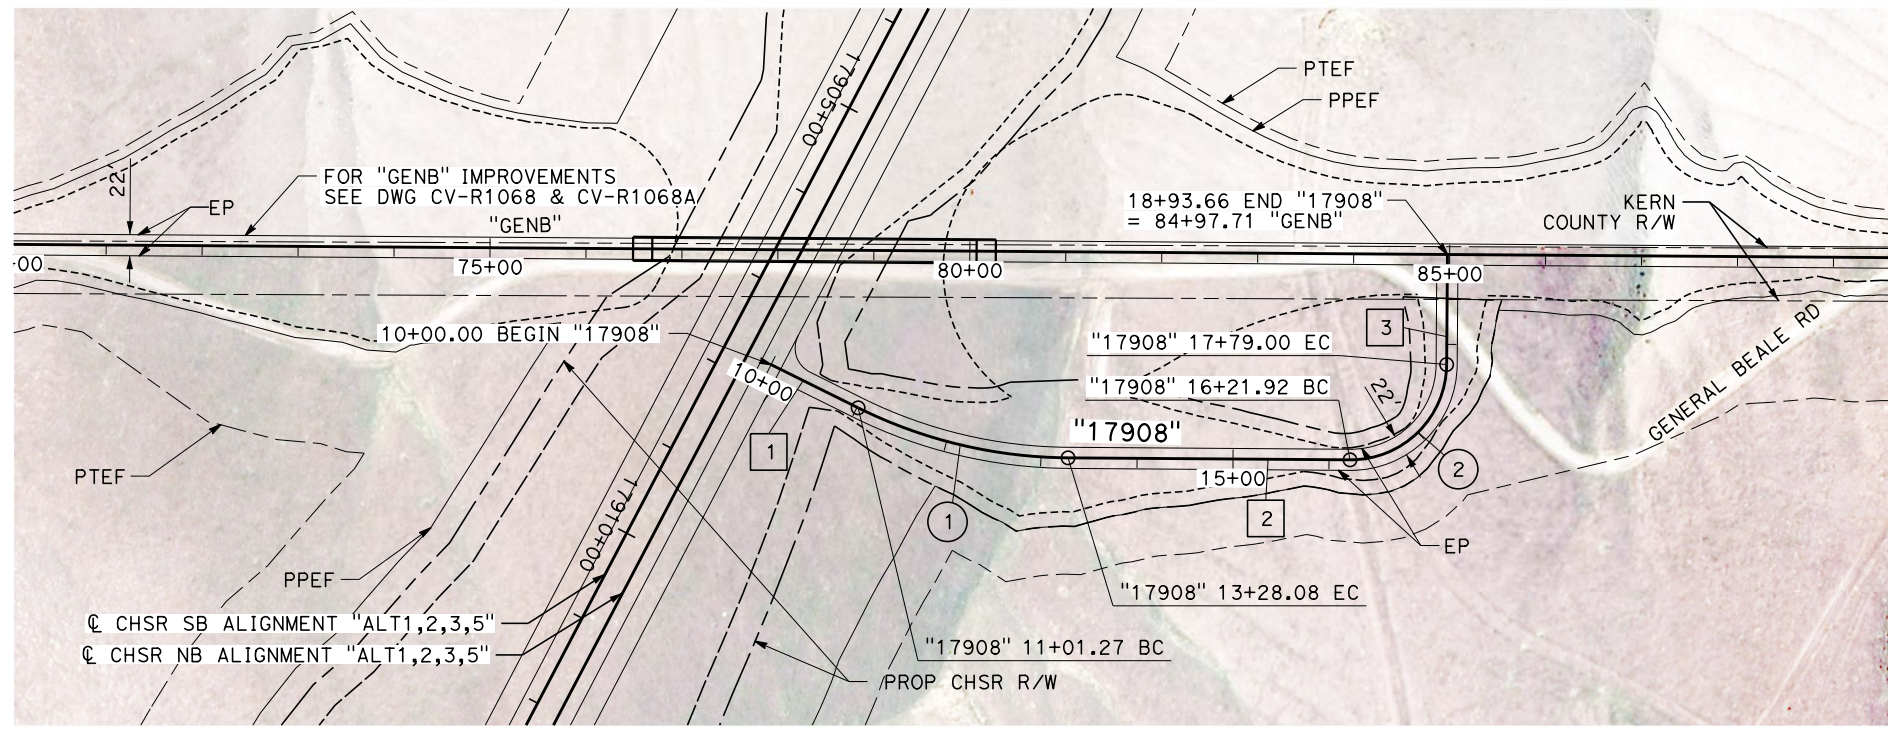 PTEF
PPEF
17905+00
22'
FOR "GENB" IMPROVEMENTS
SEE DWG CV-R1068 & CV-R1068A
EP
"GENB"
18+93.66 END "17908"
= 84+97.71 "GENB"
KERN
COUNTY R/W
-00
75+00
80+00
85+00
10+00.00 BEGIN "17908"
10+00
"17908" 17+79.00 EC
3
"17908" 16+21.92 BC
22'
GENERAL BEALE RD
1
"17908"
15+00
2
PTEF
1
2
17910+00
EP
PPEF
"17908" 13+28.08 EC
℄ CHSR SB ALIGNMENT "ALT1,2,3,5"
℄ CHSR NB ALIGNMENT "ALT1,2,3,5"
"17908" 11+01.27 BC
PROP CHSR R/W